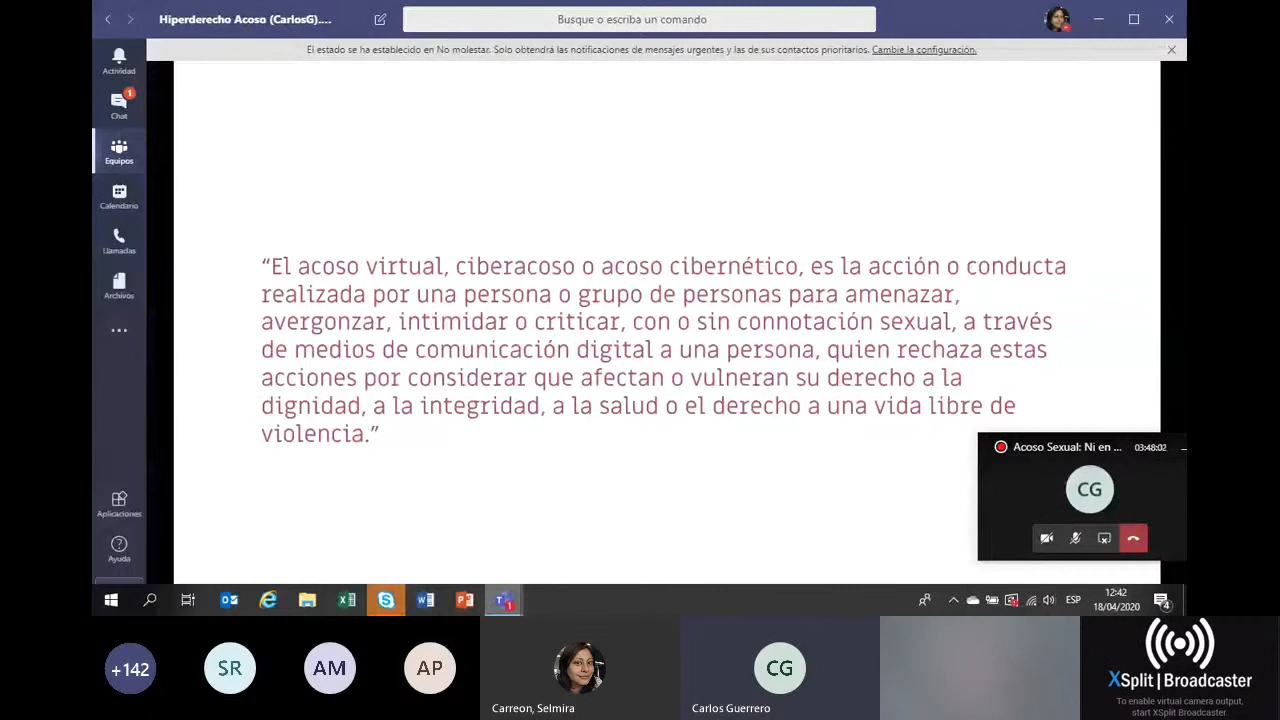 Hiperderecho Acoso (CarlosG)....
Busque o escriba un comando
El estado se ha establecido en No molestar. Solo obtendrá las notificaciones de mensajes urgentes y las de sus contactos prioritarios. Cambie la configuración.
Actividad
1
Chat
Equipos
Calendario
Llamadas
Archivos
Aplicaciones
Ayuda
“El acoso virtual, ciberacoso o acoso cibernético, es la acción o conducta
realizada por una persona o grupo de personas para amenazar,
avergonzar, intimidar o criticar, con o sin connotación sexual, a través
de medios de comunicación digital a una persona, quien rechaza estas
acciones por considerar que afectan o vulneran su derecho a la
dignidad, a la integridad, a la salud o el derecho a una vida libre de
violencia.”
Acoso Sexual: Ni en ... 03:48:02
CG
ESP
12:42
18/04/2020
4
1
+142
SR
AM
AP
Carreon, Selmira
CG
Carlos Guerrero
XSplit|Broadcaster
To enable virtual camera output,
start XSplit Broadcaster